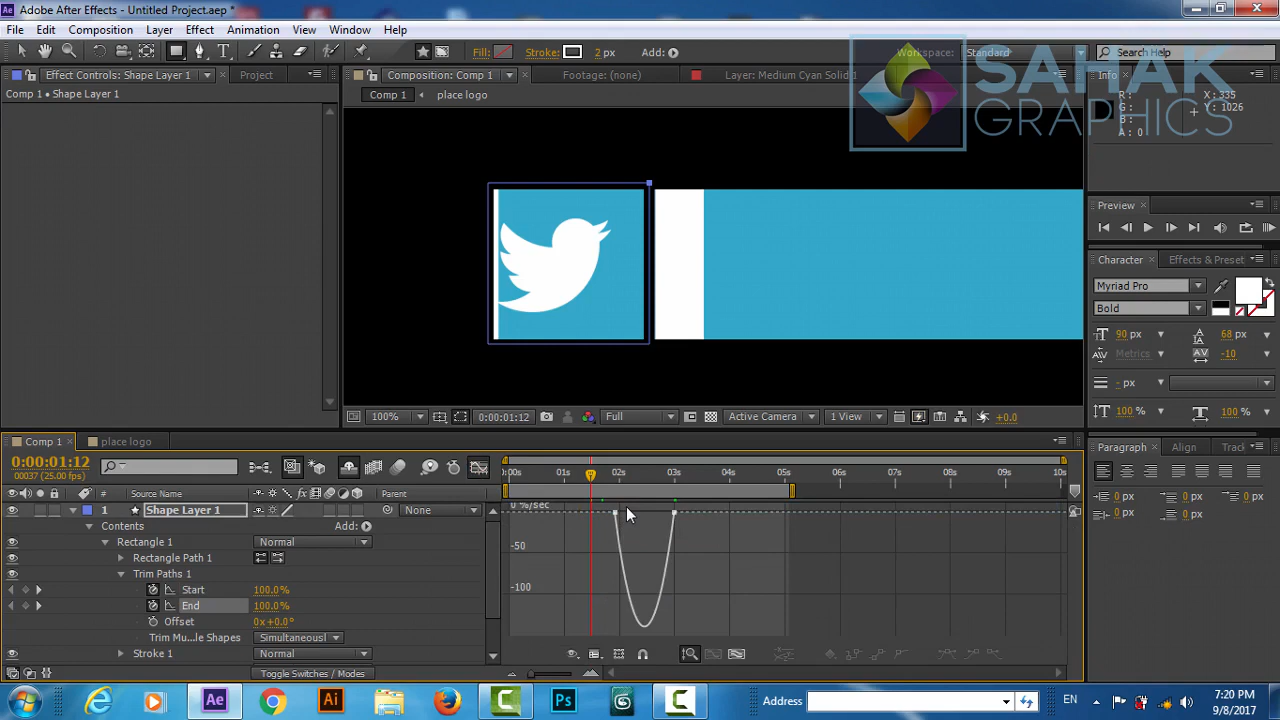 Adobe After Effects - Untitled Project.aep *
File Edit Composition Layer Effect Animation View Window Help
Fill: Stroke: 2 px Add: Workspace: Standard Search Help
SAHAK
GRAPHICS
Effect Controls: Shape Layer 1 Project
Comp 1 • Shape Layer 1
Composition: Comp 1 Footage: (none) Layer: Medium Cyan Solid 1
Comp 1 place logo
Info
R: X: 335
G: Y: 1026
B:
A: 0
Preview
Character Effects & Preset
Myriad Pro
Bold
90 px 68 px
Metrics -10
- px
100 % 100 %
100% 0:00:01:12 Full Active Camera 1 View +0.0
Paragraph Align Track
0 px 0 px 0 px
0 px 0 px
Comp 1 place logo
0:00:01:12
00037 (25.00 fps)
# Source Name Parent
1 Shape Layer 1 None
Contents Add:
Rectangle 1 Normal
Rectangle Path 1
Trim Paths 1
Start 100.0%
End 100.0%
Offset 0x+0.0°
Trim Mu...le Shapes Simultaneousl
Stroke 1 Normal
Toggle Switches / Modes
:00s 01s 02s 03s 04s 05s 06s 07s 08s 09s 10s
0 %/sec
-50
-100
Address EN 7:20 PM
9/8/2017